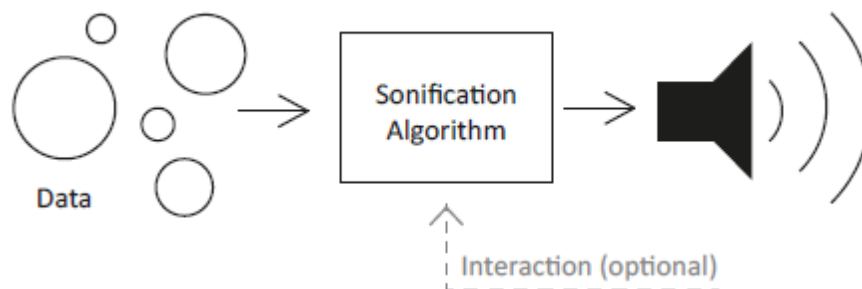 Data
Sonification
Algorithm
Interaction (optional)